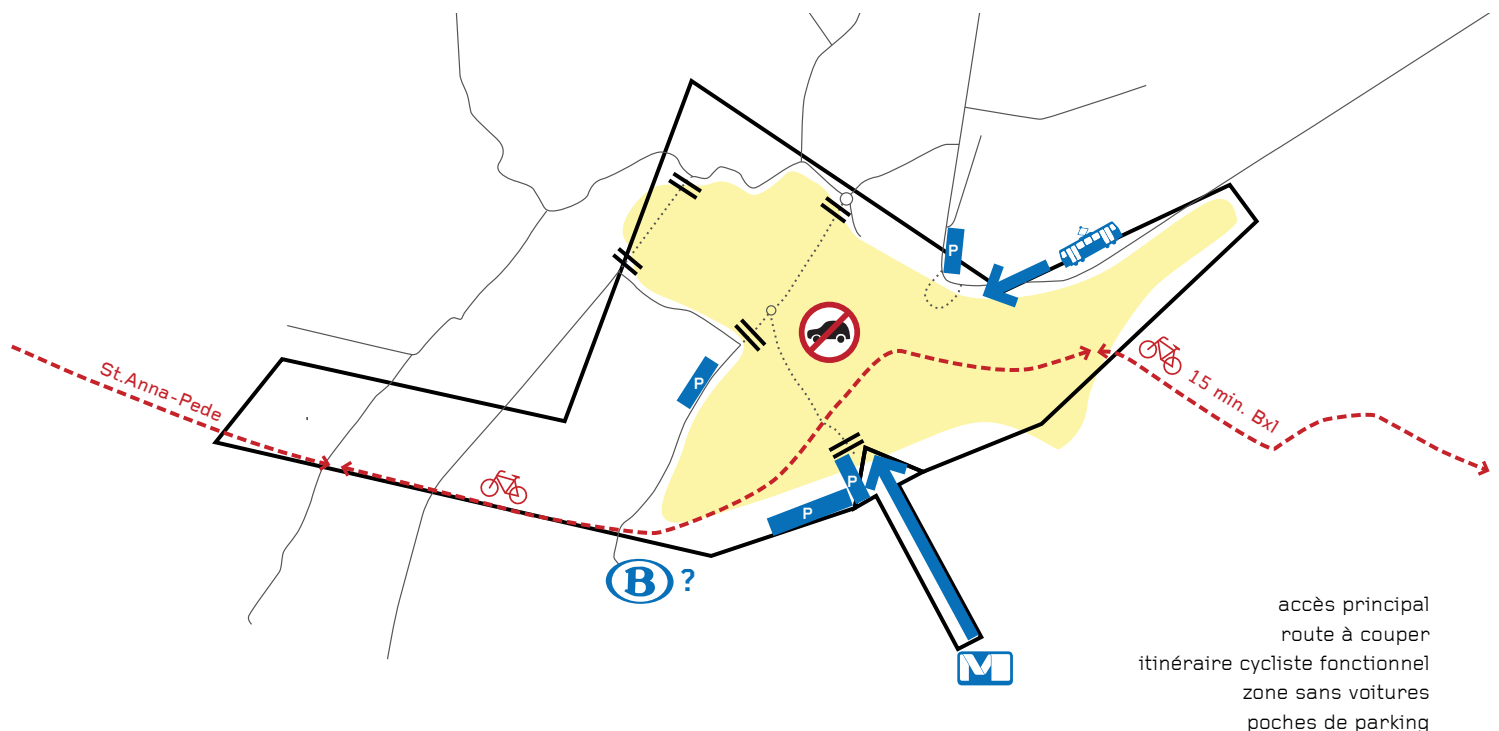 P
St.Anna-Pede
P
15 min. Bxl
P
P
B ?
M
accès principal
route à couper
itinéraire cycliste fonctionnel
zone sans voitures
poches de parking